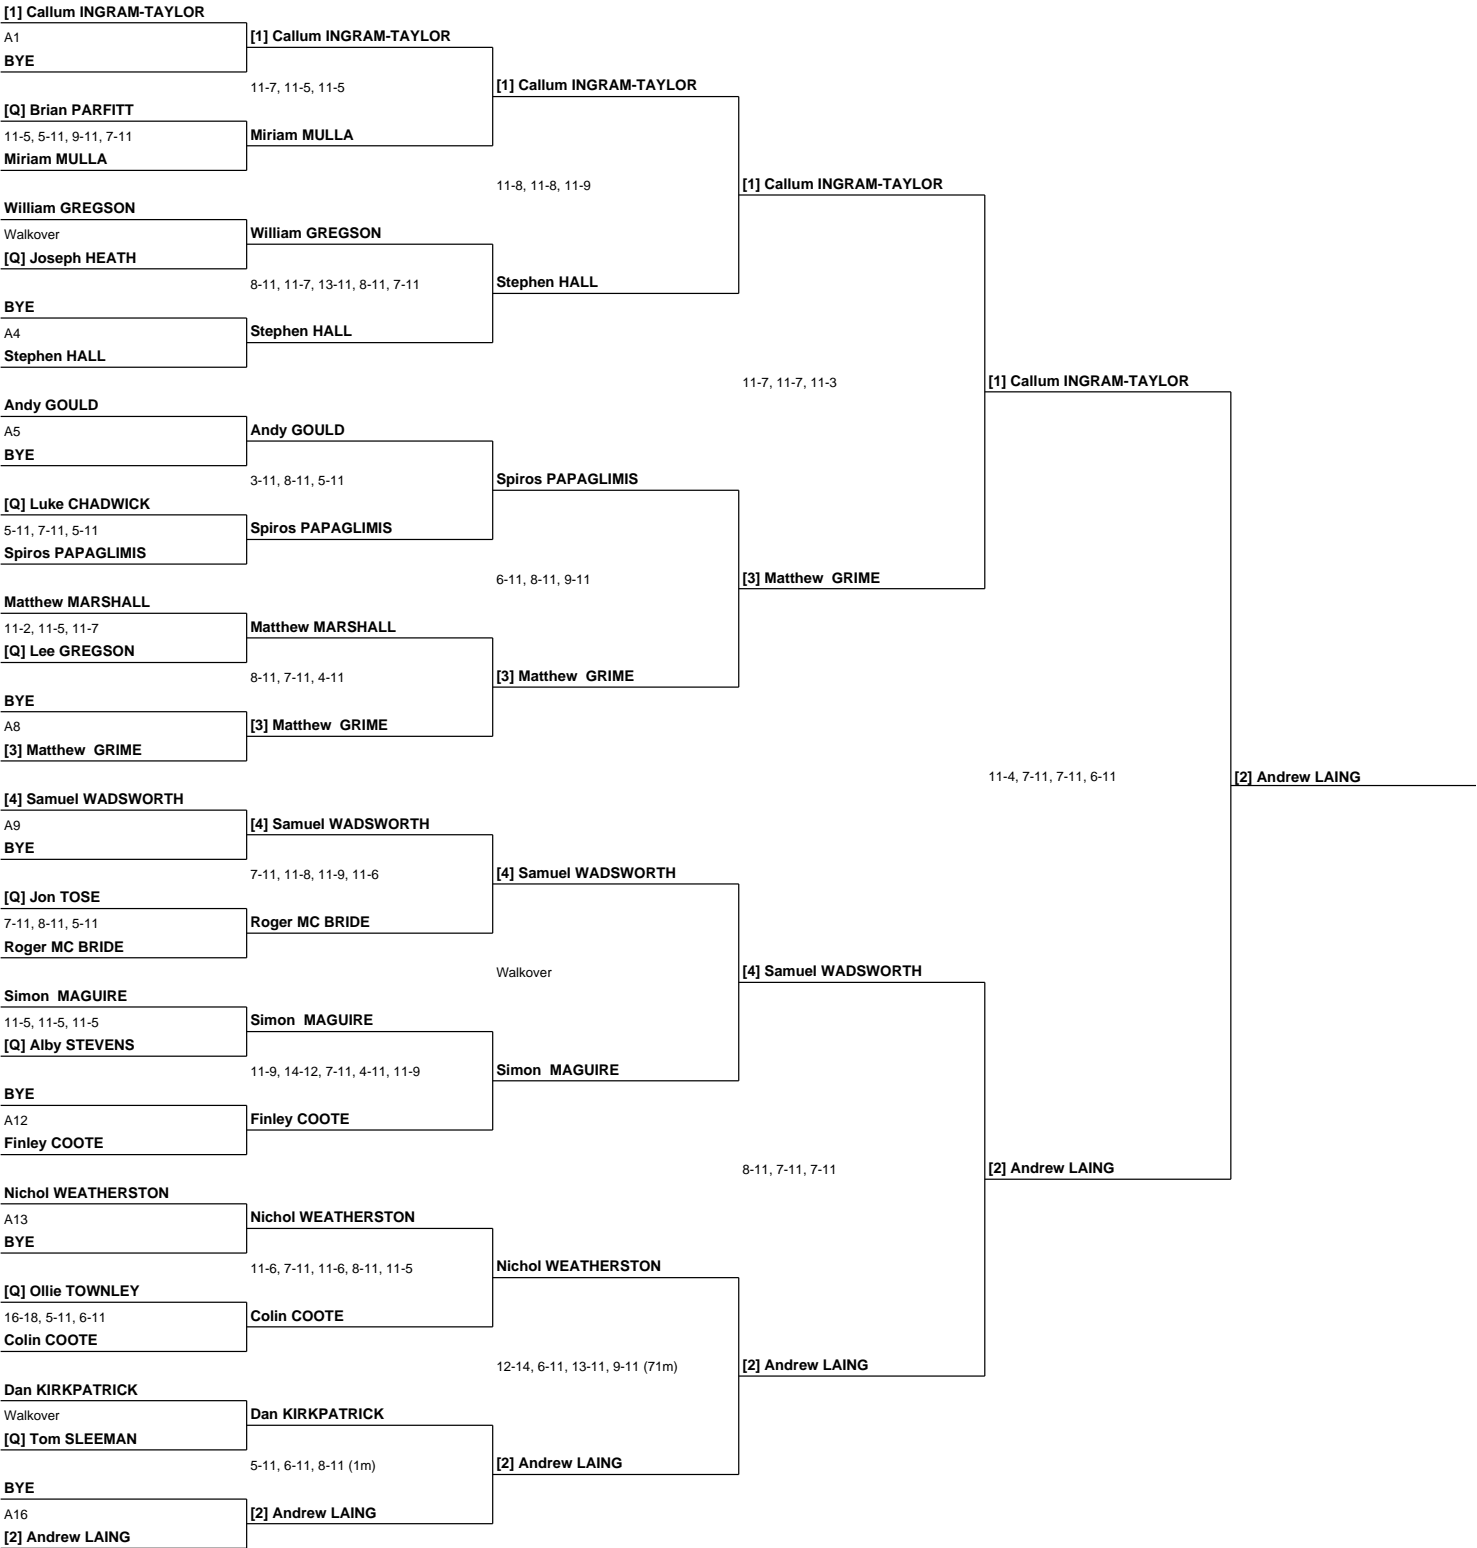 [1] Callum INGRAM-TAYLOR
A1
BYE
[Q] Brian PARFITT
11-5, 5-11, 9-11, 7-11
Miriam MULLA
William GREGSON
Walkover
[Q] Joseph HEATH
BYE
A4
Stephen HALL
Andy GOULD
A5
BYE
[Q] Luke CHADWICK
5-11, 7-11, 5-11
Spiros PAPAGLIMIS
Matthew MARSHALL
11-2, 11-5, 11-7
[Q] Lee GREGSON
BYE
A8
[3] Matthew  GRIME
[4] Samuel WADSWORTH
A9
BYE
[Q] Jon TOSE
7-11, 8-11, 5-11
Roger MC BRIDE
Simon  MAGUIRE
11-5, 11-5, 11-5
[Q] Alby STEVENS
BYE
A12
Finley COOTE
Nichol WEATHERSTON
A13
BYE
[Q] Ollie TOWNLEY
16-18, 5-11, 6-11
Colin COOTE
Dan KIRKPATRICK
Walkover
[Q] Tom SLEEMAN
BYE
A16
[2] Andrew LAING
[1] Callum INGRAM-TAYLOR
11-7, 11-5, 11-5
Miriam MULLA
William GREGSON
8-11, 11-7, 13-11, 8-11, 7-11
Stephen HALL
Andy GOULD
3-11, 8-11, 5-11
Spiros PAPAGLIMIS
Matthew MARSHALL
8-11, 7-11, 4-11
[3] Matthew  GRIME
[4] Samuel WADSWORTH
7-11, 11-8, 11-9, 11-6
Roger MC BRIDE
Simon  MAGUIRE
11-9, 14-12, 7-11, 4-11, 11-9
Finley COOTE
Nichol WEATHERSTON
11-6, 7-11, 11-6, 8-11, 11-5
Colin COOTE
Dan KIRKPATRICK
5-11, 6-11, 8-11 (1m)
[2] Andrew LAING
[1] Callum INGRAM-TAYLOR
11-8, 11-8, 11-9
Stephen HALL
Spiros PAPAGLIMIS
6-11, 8-11, 9-11
[3] Matthew  GRIME
[4] Samuel WADSWORTH
Walkover
Simon  MAGUIRE
Nichol WEATHERSTON
12-14, 6-11, 13-11, 9-11 (71m)
[2] Andrew LAING
[1] Callum INGRAM-TAYLOR
11-7, 11-7, 11-3
[3] Matthew  GRIME
[4] Samuel WADSWORTH
8-11, 7-11, 7-11
[2] Andrew LAING
[1] Callum INGRAM-TAYLOR
11-4, 7-11, 7-11, 6-11
[2] Andrew LAING
[2] Andrew LAING